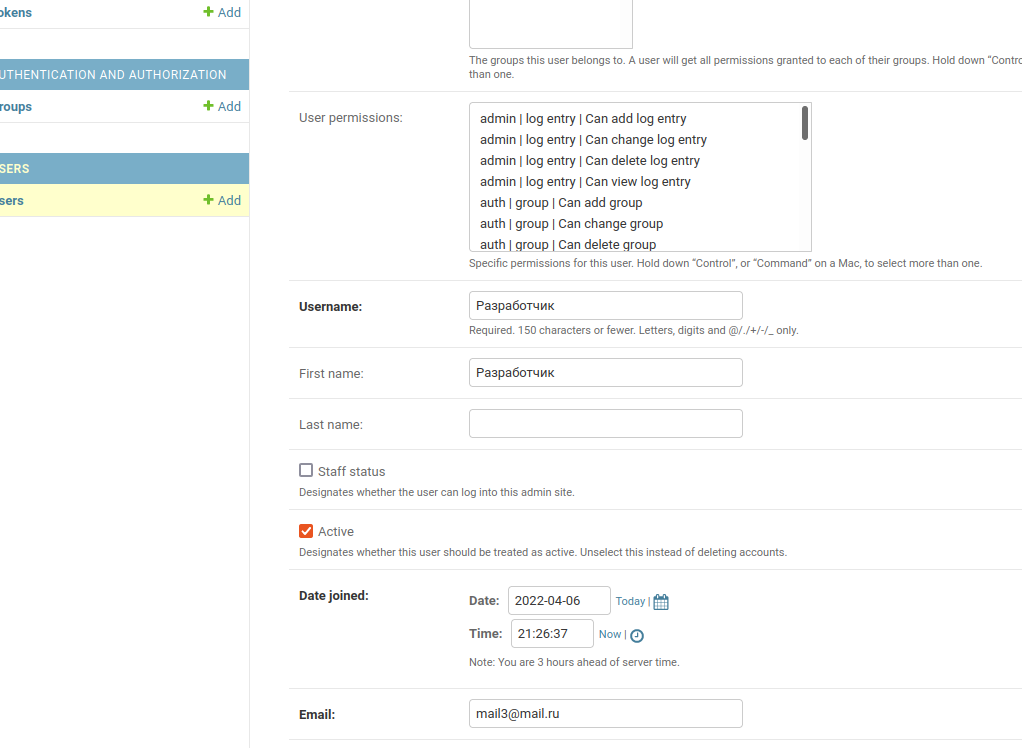 okens
Add
UTHENTICATION AND AUTHORIZATION
roups
Add
SERS
sers
Add
The groups this user belongs to. A user will get all permissions granted to each of their groups. Hold down “Contro
than one.
User permissions:
admin | log entry | Can add log entry
admin | log entry | Can change log entry
admin | log entry | Can delete log entry
admin | log entry | Can view log entry
auth | group | Can add group
auth | group | Can change group
auth | group | Can delete group
Specific permissions for this user. Hold down “Control”, or “Command” on a Mac, to select more than one.
Username:
Разработчик
Required. 150 characters or fewer. Letters, digits and @/./+/-/_ only.
First name:
Разработчик
Last name:
Staff status
Designates whether the user can log into this admin site.
Active
Designates whether this user should be treated as active. Unselect this instead of deleting accounts.
Date joined:
Date: 2022-04-06 Today |
Time: 21:26:37 Now |
Note: You are 3 hours ahead of server time.
Email:
mail3@mail.ru